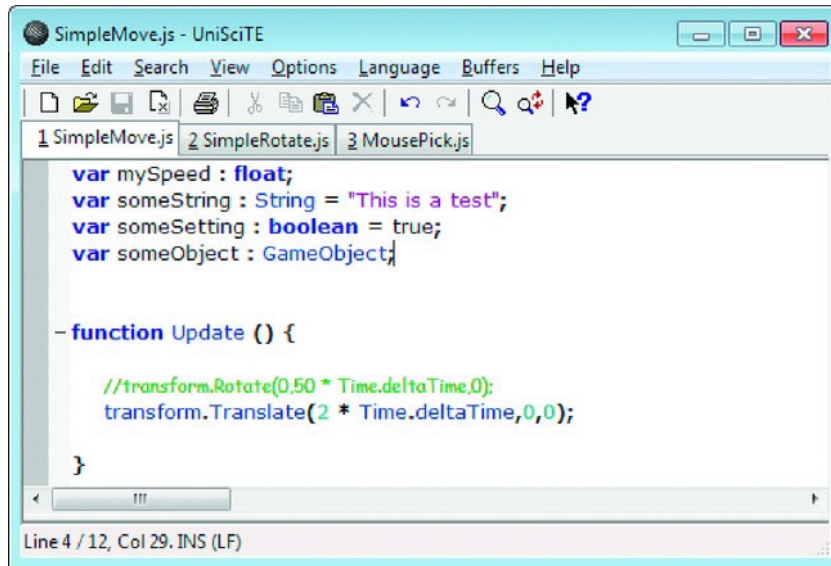 SimpleMove.js - UniSciTE
File Edit Search View Options Language Buffers Help
1 SimpleMove.js 2 SimpleRotate.js 3 MousePick.js
var mySpeed : float;
var someString : String = "This is a test";
var someSetting : boolean = true;
var someObject : GameObject;
function Update () {
//transform.Rotate(0,50 * Time.deltaTime,0);
transform.Translate(2 * Time.deltaTime,0,0);
}
Line 4 / 12, Col 29. INS (LF)